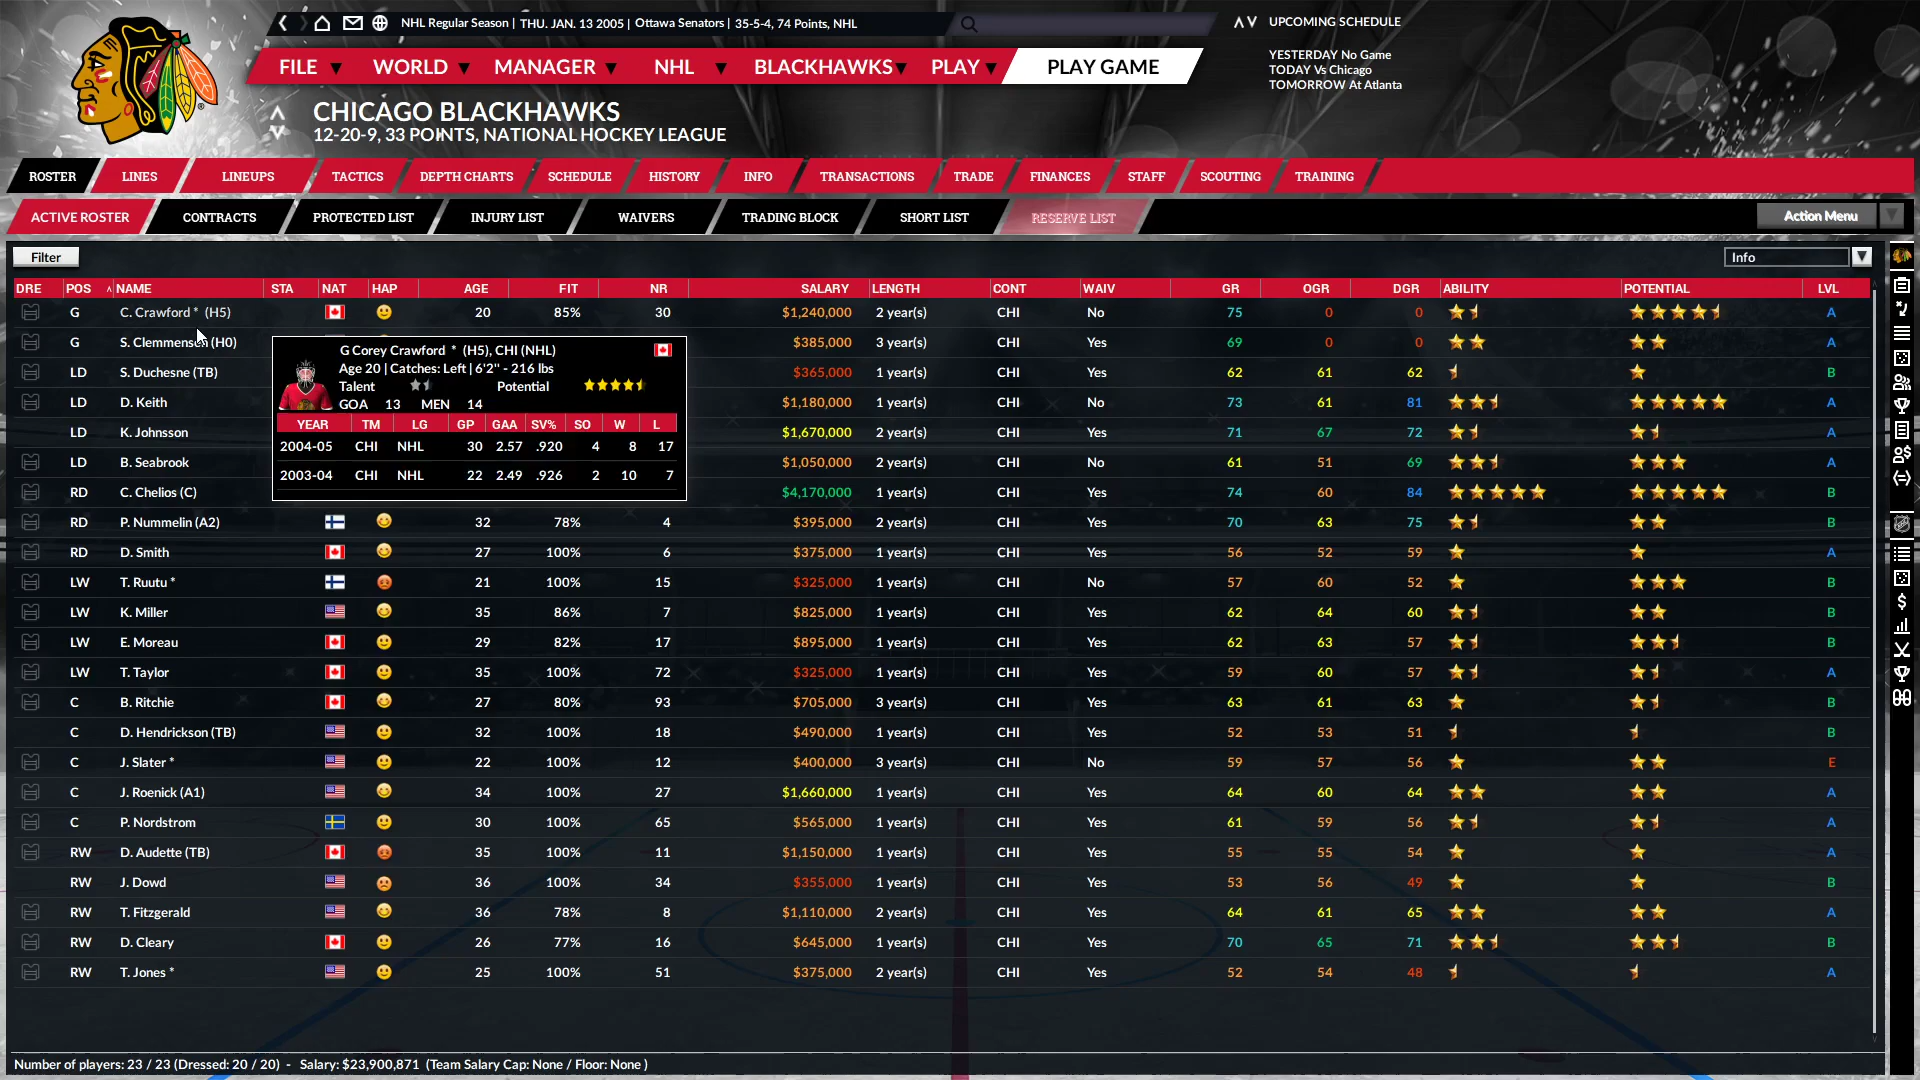 NHL Regular Season | THU. JAN. 13 2005 | Ottawa Senators | 35-5-4, 74 Points, NHL
UPCOMING SCHEDULE
YESTERDAY No Game
TODAY Vs Chicago
TOMORROW At Atlanta
FILE WORLD MANAGER NHL BLACKHAWKS PLAY PLAY GAME
CHICAGO BLACKHAWKS
12-20-9, 33 POINTS, NATIONAL HOCKEY LEAGUE
ROSTER LINES LINEUPS TACTICS DEPTH CHARTS SCHEDULE HISTORY INFO TRANSACTIONS TRADE FINANCES STAFF SCOUTING TRAINING
ACTIVE ROSTER CONTRACTS PROTECTED LIST INJURY LIST WAIVERS TRADING BLOCK SHORT LIST RESERVE LIST Action Menu
Filter Info
DRE POS NAME STA NAT HAP AGE FIT NR SALARY LENGTH CONT WAIV GR OGR DGR ABILITY POTENTIAL LVL
G C. Crawford * (H5) 20 85% 30 $1,240,000 2 year(s) CHI No 75 0 0 A
G S. Clemmensen (H0) $385,000 3 year(s) CHI Yes 69 0 0 A
LD S. Duchesne (TB) $365,000 1 year(s) CHI Yes 62 61 62 B
LD D. Keith $1,180,000 1 year(s) CHI No 73 61 81 A
LD K. Johnsson $1,670,000 2 year(s) CHI Yes 71 67 72 A
LD B. Seabrook $1,050,000 2 year(s) CHI No 61 51 69 A
RD C. Chelios (C) $4,170,000 1 year(s) CHI Yes 74 60 84 B
G Corey Crawford * (H5), CHI (NHL)
Age 20 | Catches: Left | 6'2" - 216 lbs
Talent Potential
GOA 13 MEN 14
YEAR TM LG GP GAA SV% SO W L
2004-05 CHI NHL 30 2.57 .920 4 8 17
2003-04 CHI NHL 22 2.49 .926 2 10 7
RD P. Nummelin (A2) 32 78% 4 $395,000 2 year(s) CHI Yes 70 63 75 B
RD D. Smith 27 100% 6 $375,000 1 year(s) CHI Yes 56 52 59 A
LW T. Ruutu * 21 100% 15 $325,000 1 year(s) CHI No 57 60 52 B
LW K. Miller 35 86% 7 $825,000 1 year(s) CHI Yes 62 64 60 B
LW E. Moreau 29 82% 17 $895,000 1 year(s) CHI Yes 62 63 57 B
LW T. Taylor 35 100% 72 $325,000 1 year(s) CHI Yes 59 60 57 A
C B. Ritchie 27 80% 93 $705,000 3 year(s) CHI Yes 63 61 63 B
C D. Hendrickson (TB) 32 100% 18 $490,000 1 year(s) CHI Yes 52 53 51 B
C J. Slater * 22 100% 12 $400,000 3 year(s) CHI No 59 57 56 E
C J. Roenick (A1) 34 100% 27 $1,660,000 1 year(s) CHI Yes 64 60 64 A
C P. Nordstrom 30 100% 65 $565,000 1 year(s) CHI Yes 61 59 56 A
RW D. Audette (TB) 35 100% 11 $1,150,000 1 year(s) CHI Yes 55 55 54 A
RW J. Dowd 36 100% 34 $355,000 1 year(s) CHI Yes 53 56 49 B
RW T. Fitzgerald 36 78% 8 $1,110,000 2 year(s) CHI Yes 64 61 65 A
RW D. Cleary 26 77% 16 $645,000 1 year(s) CHI Yes 70 65 71 B
RW T. Jones * 25 100% 51 $375,000 2 year(s) CHI Yes 52 54 48 A
Number of players: 23 / 23 (Dressed: 20 / 20) - Salary: $23,900,871 (Team Salary Cap: None / Floor: None )